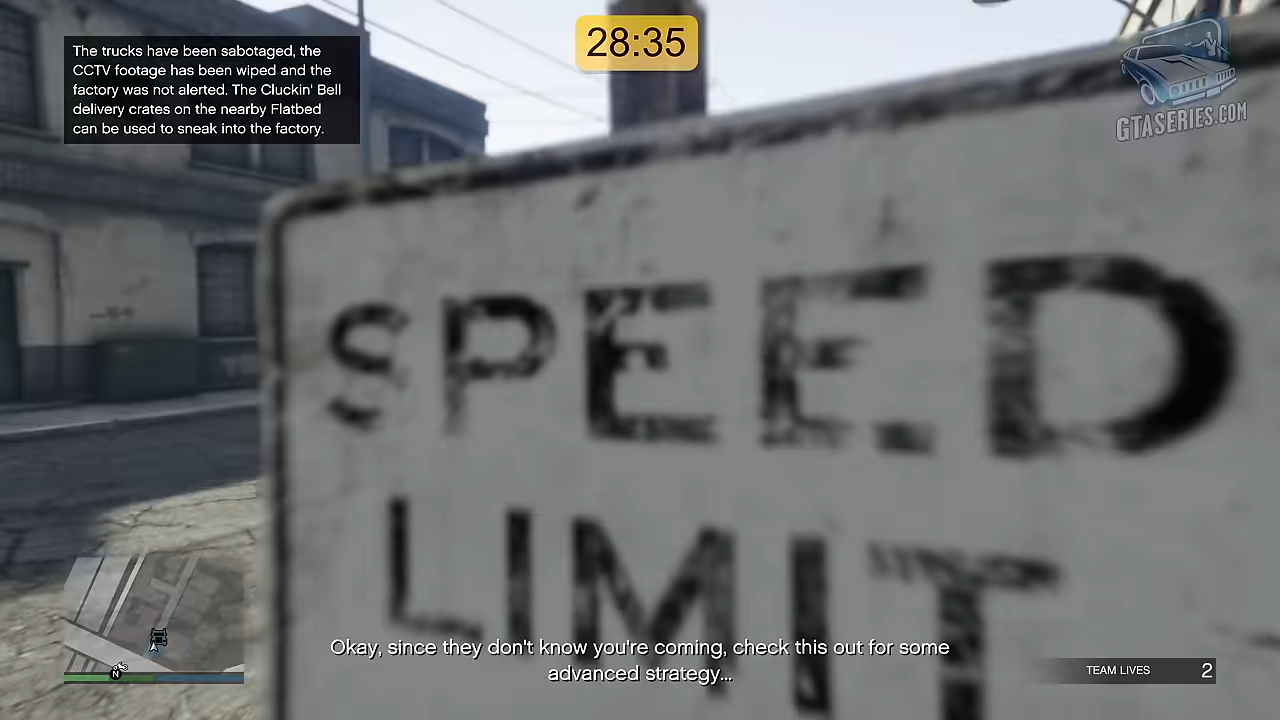 The trucks have been sabotaged, the
CCTV footage has been wiped and the
factory was not alerted. The Cluckin' Bell
delivery crates on the nearby Flatbed
can be used to sneak into the factory.
28:35
GTASERIES.COM
SPEED
LIMIT
N
Okay, since they don't know you're coming, check this out for some
advanced strategy...
TEAM LIVES 2